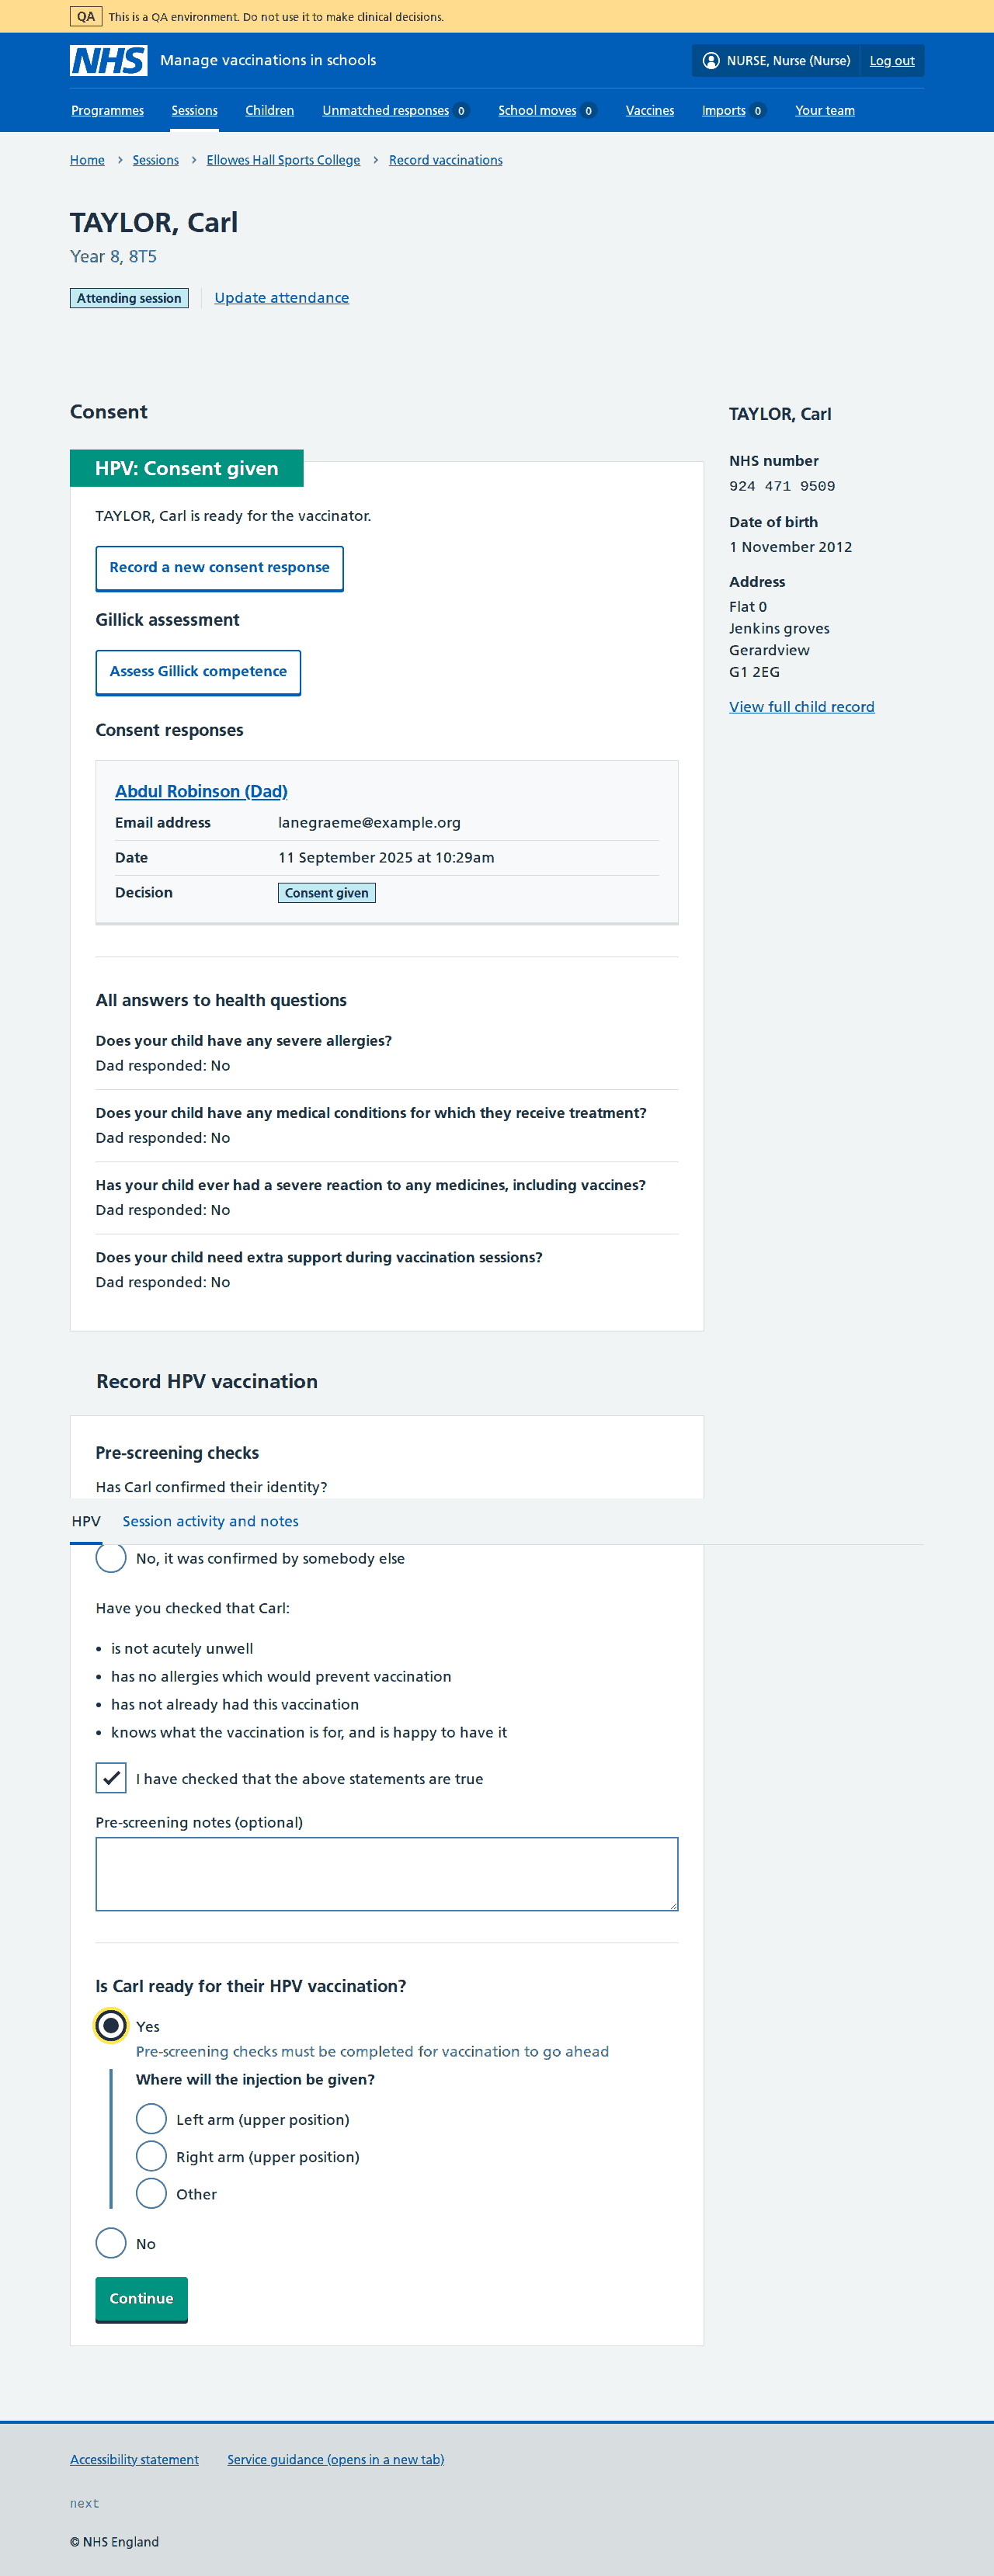 QA This is a QA environment. Do not use it to make clinical decisions.
NHS Manage vaccinations in schools NURSE, Nurse (Nurse) Log out
Programmes Sessions Children Unmatched responses 0 School moves 0 Vaccines Imports 0 Your team
Home > Sessions > Ellowes Hall Sports College > Record vaccinations
TAYLOR, Carl
Year 8, 8T5
Attending session Update attendance
Consent
HPV: Consent given
TAYLOR, Carl is ready for the vaccinator.
Record a new consent response
Gillick assessment
Assess Gillick competence
Consent responses
Abdul Robinson (Dad)
Email address lanegraeme@example.org
Date 11 September 2025 at 10:29am
Decision Consent given
All answers to health questions
Does your child have any severe allergies?
Dad responded: No
Does your child have any medical conditions for which they receive treatment?
Dad responded: No
Has your child ever had a severe reaction to any medicines, including vaccines?
Dad responded: No
Does your child need extra support during vaccination sessions?
Dad responded: No
TAYLOR, Carl
NHS number
924 471 9509
Date of birth
1 November 2012
Address
Flat 0
Jenkins groves
Gerardview
G1 2EG
View full child record
Record HPV vaccination
Pre-screening checks
Has Carl confirmed their identity?
HPV Session activity and notes
No, it was confirmed by somebody else
Have you checked that Carl:
• is not acutely unwell
• has no allergies which would prevent vaccination
• has not already had this vaccination
• knows what the vaccination is for, and is happy to have it
I have checked that the above statements are true
Pre-screening notes (optional)
Is Carl ready for their HPV vaccination?
Yes
Pre-screening checks must be completed for vaccination to go ahead
Where will the injection be given?
Left arm (upper position)
Right arm (upper position)
Other
No
Continue
Accessibility statement Service guidance (opens in a new tab)
next
© NHS England